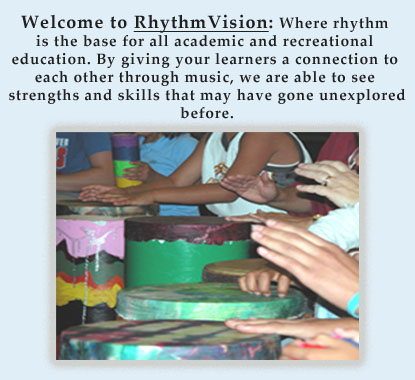 Welcome to RhythmVision: Where rhythm
is the base for all academic and recreational
education. By giving your learners a connection to
each other through music, we are able to see
strengths and skills that may have gone unexplored
before.